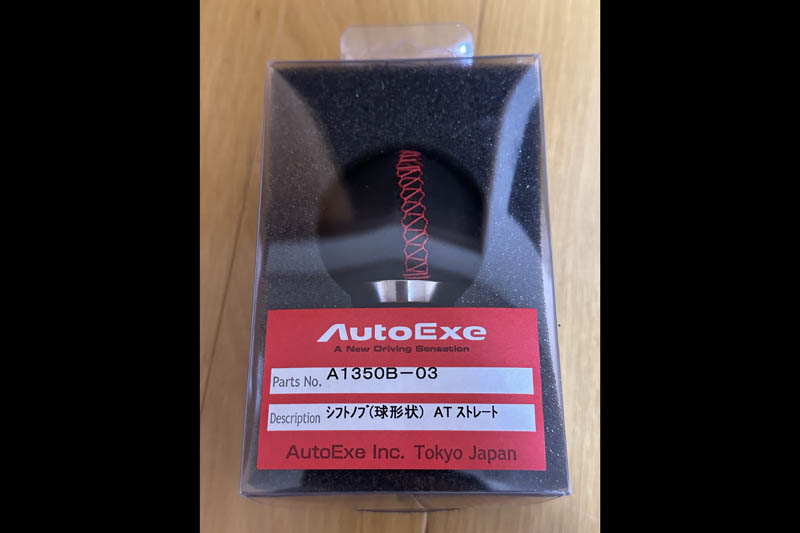 AutoExe
A New Driving Sensation
Parts No. A1350B-03
Description ｼﾌﾄﾉﾌﾞ(球形状) AT ｽﾄﾚｰﾄ
AutoExe Inc. Tokyo Japan